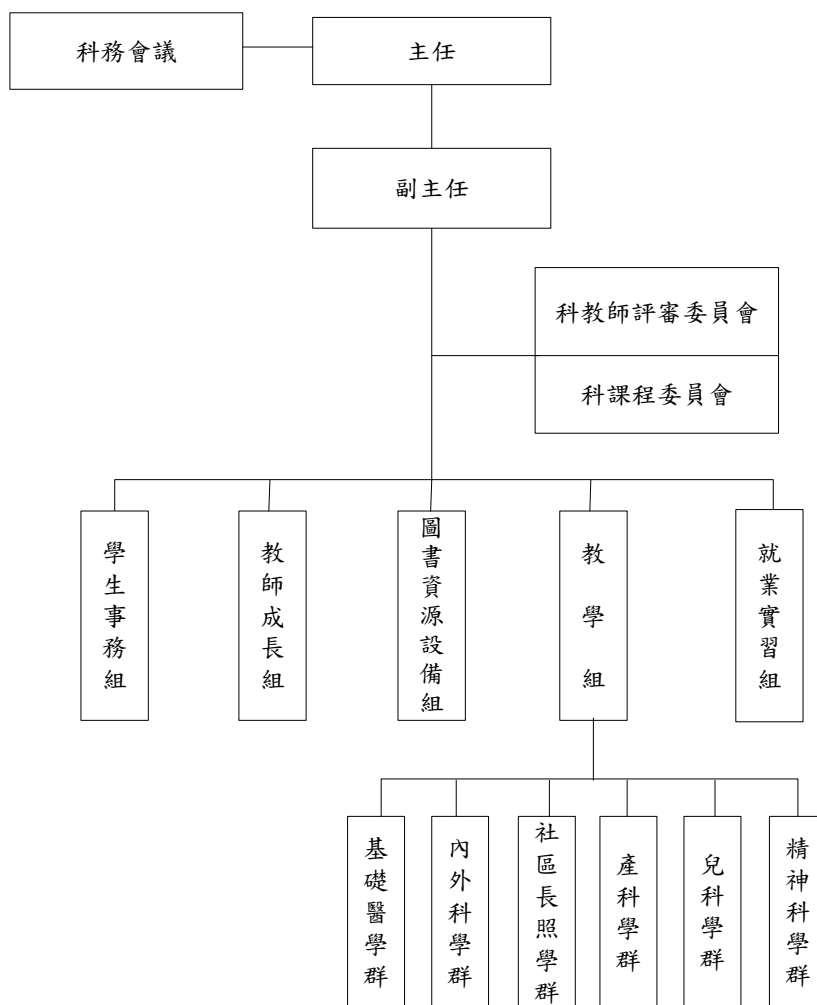 科務會議
主任
副主任
科教師評審委員會
科課程委員會
學生事務組
教師成長組
圖書資源設備組
教學組
就業實習組
基礎醫學群
內外科學群
社區長照學群
產科學群
兒科學群
精神科學群